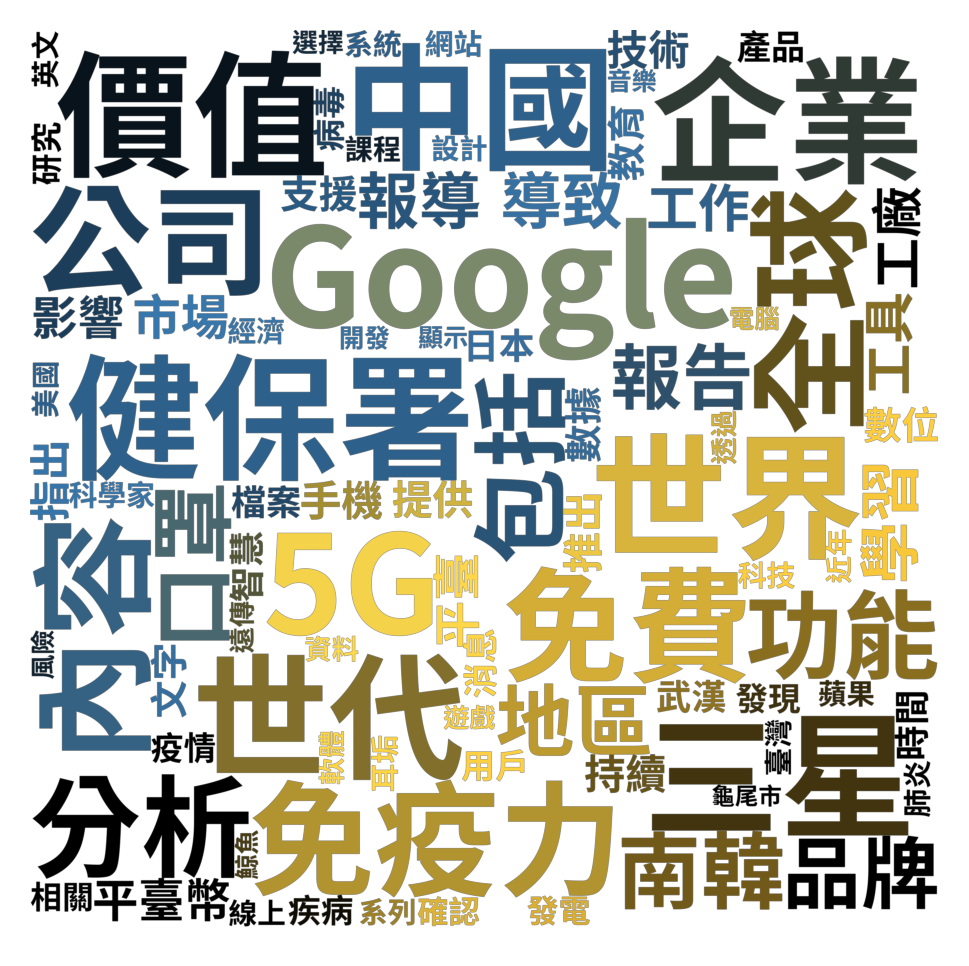 英文
選擇
系統
網站
技術
產品
價值
中國
企業
病毒
音樂
研究
課程
設計
教育
公司
支援
報導
導致
工作
全球
工廠
Google
影響
市場
經濟
開發
顯示
日本
電腦
工具
健保署
包括
報告
美國
數據
透過
數位
世界
指出
科學家
檔案
手機
提供
推出
學習
內容
口罩
智慧
遠傳
5G
平臺
免費
科技
近年
功能
風險
文字
資料
消息
世代
遊戲
地區
武漢
發現
蘋果
疫情
軟體
耳垢
用戶
持續
三星
臺灣
時間
龜尾市
肺炎
分析
鯨魚
免疫力
南韓
品牌
相關
平臺幣
線上
疾病
系列
確認
發電